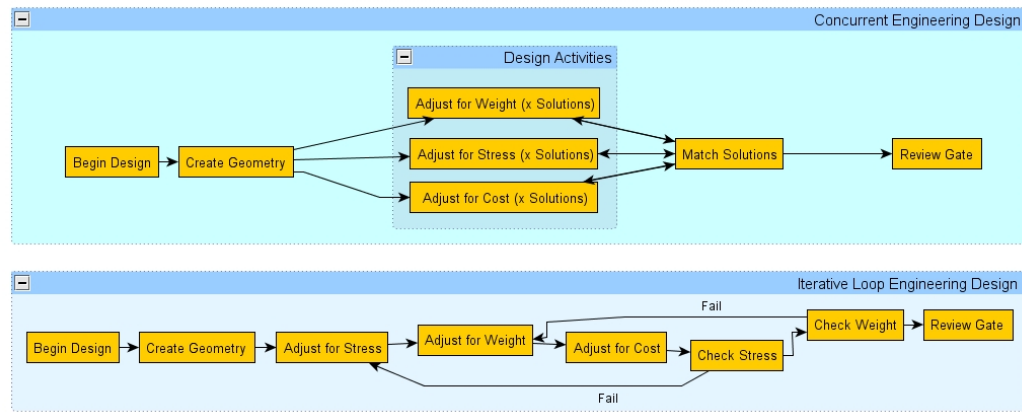 Concurrent Engineering Design
Design Activities
Adjust for Weight (x Solutions)
Begin Design
Create Geometry
Adjust for Stress (x Solutions)
Match Solutions
Review Gate
Adjust for Cost (x Solutions)
Iterative Loop Engineering Design
Fail
Begin Design
Create Geometry
Adjust for Stress
Adjust for Weight
Adjust for Cost
Check Stress
Check Weight
Review Gate
Fail